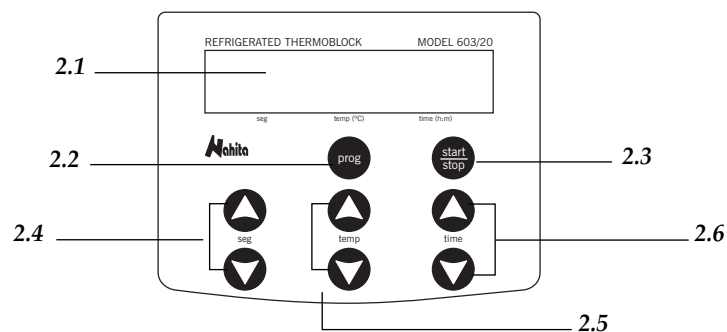 REFRIGERATED THERMOBLOCK MODEL 603/20
2.1
seg temp (ºC) time (h:m)
Nahita
prog
start
stop
2.2
2.3
2.4
seg
temp
time
2.6
2.5